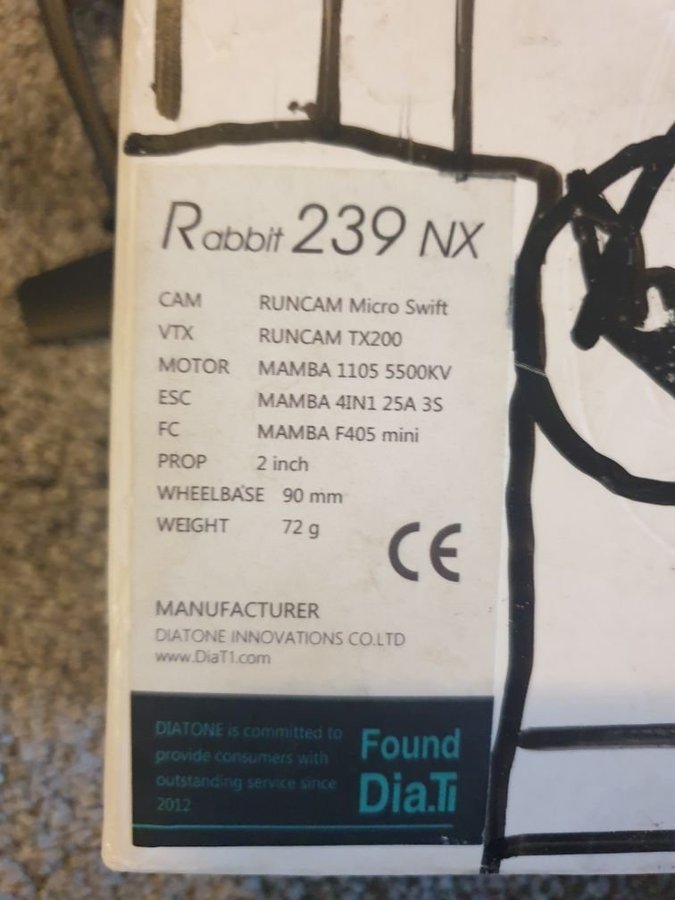 Rabbit 239 NX
CAM RUNCAM Micro Swift
VTX RUNCAM TX200
MOTOR MAMBA 1105 5500KV
ESC MAMBA 4IN1 25A 3S
FC MAMBA F405 mini
PROP 2 inch
WHEELBASE 90 mm
WEIGHT 72 g
CE
MANUFACTURER
DIATONE INNOVATIONS CO.LTD
www.DiaT1.com
DIATONE is committed to
provide consumers with
outstanding service since
2012
Found
Dia.Ti